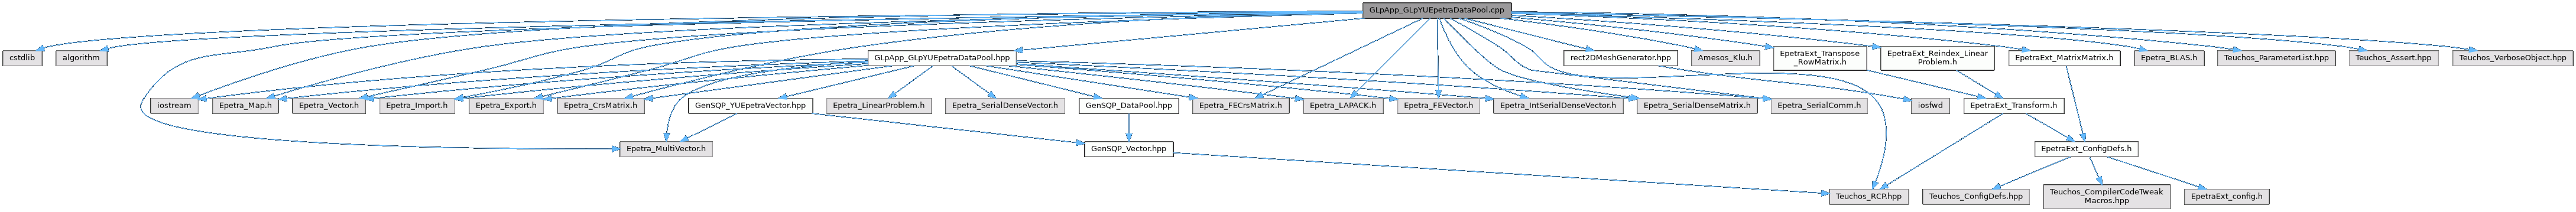 GLpApp_GLpYUEpetraDataPool.cpp
cstdlib
algorithm
GLpApp_GLpYUEpetraDataPool.hpp
rect2DMeshGenerator.hpp
Amesos_Klu.h
EpetraExt_Transpose
_RowMatrix.h
EpetraExt_Reindex_Linear
Problem.h
EpetraExt_MatrixMatrix.h
Epetra_BLAS.h
Teuchos_ParameterList.hpp
Teuchos_Assert.hpp
Teuchos_VerboseObject.hpp
iostream
Epetra_Map.h
Epetra_Vector.h
Epetra_Import.h
Epetra_Export.h
Epetra_CrsMatrix.h
GenSQP_YUEpetraVector.hpp
Epetra_LinearProblem.h
Epetra_SerialDenseVector.h
GenSQP_DataPool.hpp
Epetra_FECrsMatrix.h
Epetra_LAPACK.h
Epetra_FEVector.h
Epetra_IntSerialDenseVector.h
Epetra_SerialDenseMatrix.h
Epetra_SerialComm.h
iosfwd
EpetraExt_Transform.h
Epetra_MultiVector.h
GenSQP_Vector.hpp
EpetraExt_ConfigDefs.h
Teuchos_RCP.hpp
Teuchos_ConfigDefs.hpp
Teuchos_CompilerCodeTweak
Macros.hpp
EpetraExt_config.h